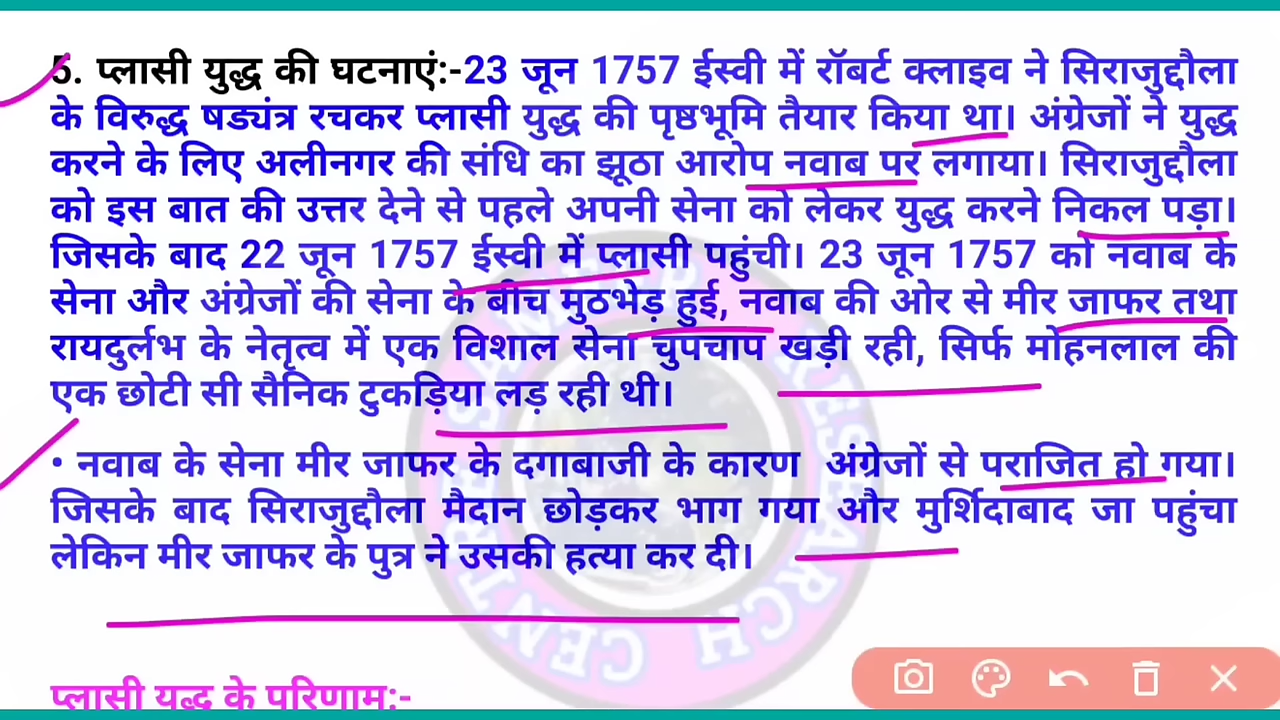 5. प्लासी युद्ध की घटनाएं:-23 जून 1757 ईस्वी में रॉबर्ट क्लाइव ने सिराजुद्दौला
के विरुद्ध षड्यंत्र रचकर प्लासी युद्ध की पृष्ठभूमि तैयार किया था। अंग्रेजों ने युद्ध
करने के लिए अलीनगर की संधि का झूठा आरोप नवाब पर लगाया। सिराजुद्दौला
को इस बात की उत्तर देने से पहले अपनी सेना को लेकर युद्ध करने निकल पड़ा।
जिसके बाद 22 जून 1757 ईस्वी में प्लासी पहुंची। 23 जून 1757 को नवाब के
सेना और अंग्रेजों की सेना के बीच मुठभेड़ हुई, नवाब की ओर से मीर जाफर तथा
रायदुर्लभ के नेतृत्व में एक विशाल सेना चुपचाप खड़ी रही, सिर्फ मोहनलाल की
एक छोटी सी सैनिक टुकड़िया लड़ रही थी।
• नवाब के सेना मीर जाफर के दगाबाजी के कारण अंग्रेजों से पराजित हो गया।
जिसके बाद सिराजुद्दौला मैदान छोड़कर भाग गया और मुर्शिदाबाद जा पहुंचा
लेकिन मीर जाफर के पुत्र ने उसकी हत्या कर दी।
प्लासी युद्ध के परिणाम:-
RESEARCH CENTRE